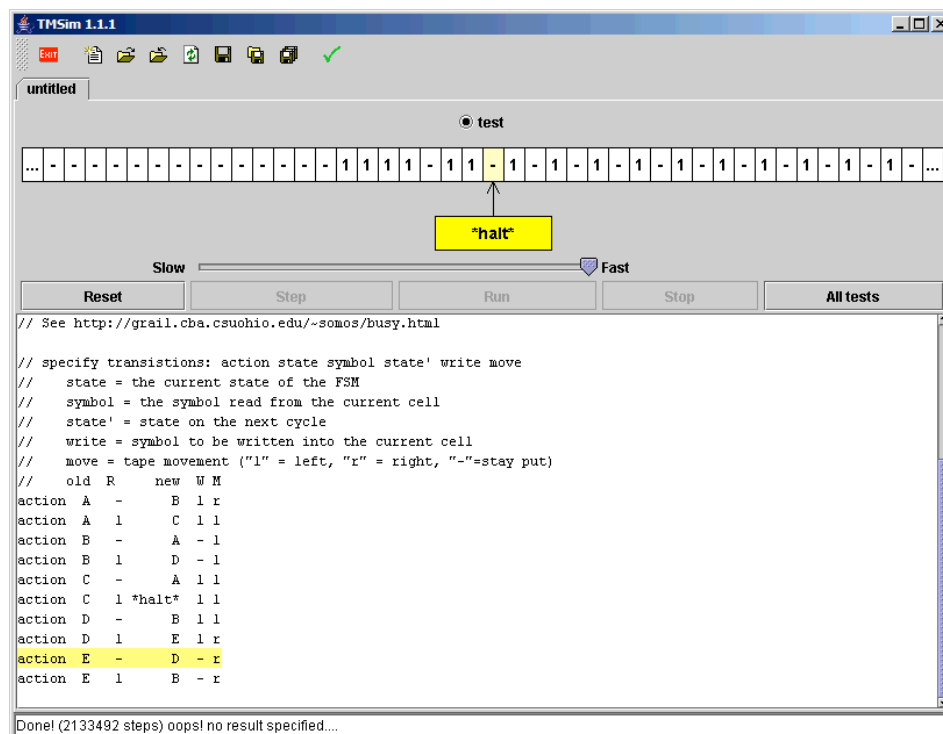 TMSim 1.1.1
EXIT
untitled
test
... - - - - - - - - - - - - - - 1 1 1 1 - 1 1 - 1 - 1 - 1 - 1 - 1 - 1 - 1 - 1 - 1 - 1 - ...
*halt*
Slow Fast
Reset Step Run Stop All tests
// See http://grail.cba.csuohio.edu/~somos/busy.html
// specify transistions: action state symbol state' write move
// state = the current state of the FSM
// symbol = the symbol read from the current cell
// state' = state on the next cycle
// write = symbol to be written into the current cell
// move = tape movement ("l" = left, "r" = right, "-"=stay put)
// old R new W M
action A - B 1 r
action A 1 C 1 l
action B - A - l
action B 1 D - l
action C - A 1 l
action C 1 *halt* 1 l
action D - B 1 l
action D 1 E 1 r
action E - D - r
action E 1 B - r
Done! (2133492 steps) oops! no result specified....